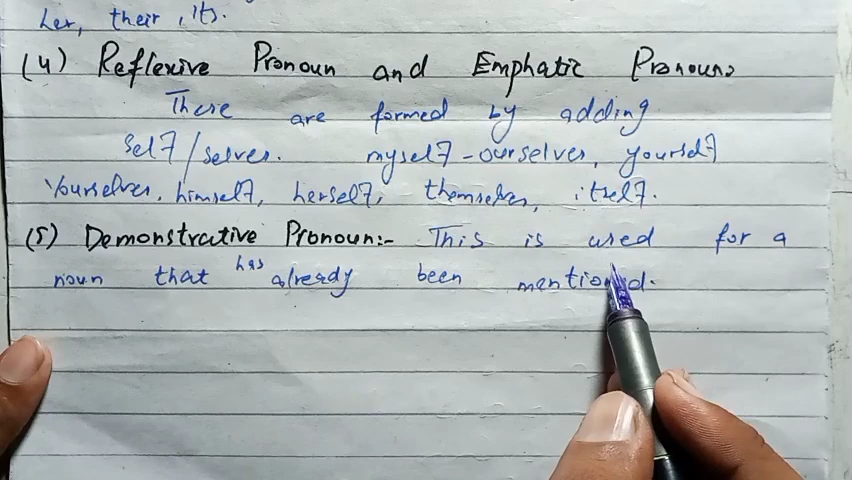 her, their, its.
(4) Reflexive Pronoun and Emphatic Pronoun:
There are formed by adding
self/selves. myself-ourselves, yourself
yourselves, himself, herself, themselves, itself.
(5) Demonstrative Pronoun:- This is used for a
noun that has already been mentioned.